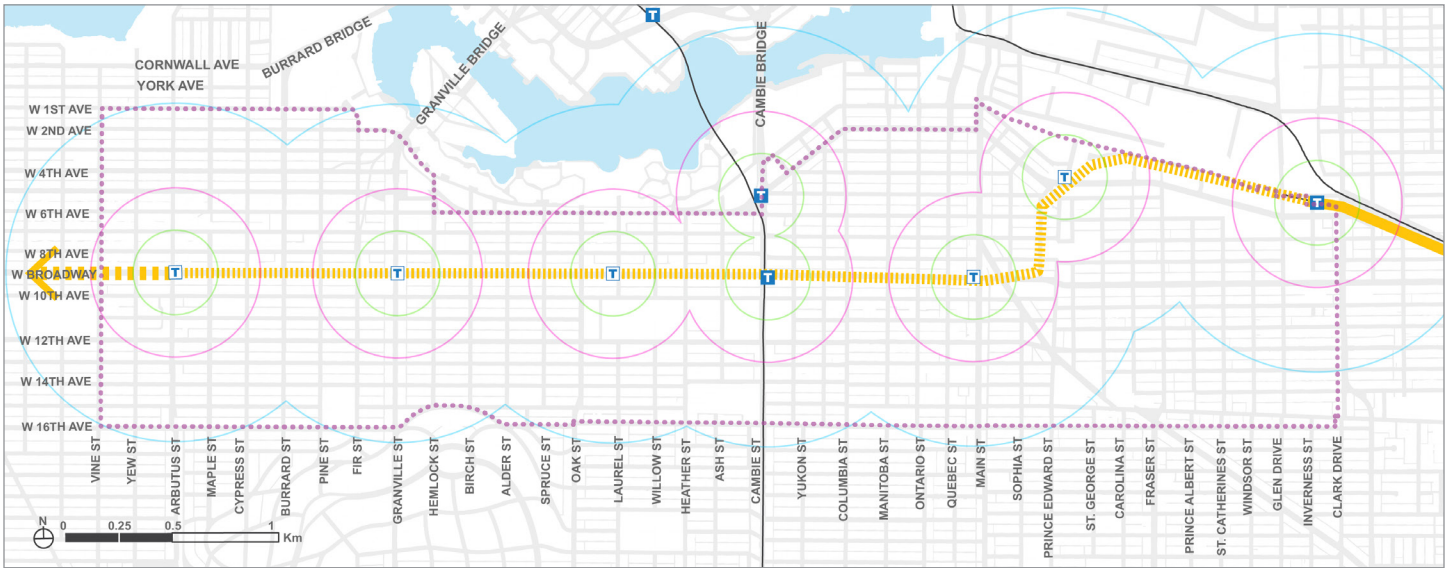 CORNWALL AVE
YORK AVE
BURRARD BRIDGE
GRANVILLE BRIDGE
CAMBIE BRIDGE
W 1ST AVE
W 2ND AVE
W 4TH AVE
W 6TH AVE
W 8TH AVE
W BROADWAY
W 10TH AVE
W 12TH AVE
W 14TH AVE
W 16TH AVE
T
T
T
T
T
T
T
T
T
VINE ST
YEW ST
ARBUTUS ST
MAPLE ST
CYPRESS ST
BURRARD ST
PINE ST
FIR ST
GRANVILLE ST
HEMLOCK ST
BIRCH ST
ALDER ST
SPRUCE ST
OAK ST
LAUREL ST
WILLOW ST
HEATHER ST
ASH ST
CAMBIE ST
YUKON ST
COLUMBIA ST
MANITOBA ST
ONTARIO ST
QUEBEC ST
MAIN ST
SOPHIA ST
PRINCE EDWARD ST
ST. GEORGE ST
CAROLINA ST
FRASER ST
PRINCE ALBERT ST
ST. CATHERINES ST
WINDSOR ST
GLEN DRIVE
INVERNESS ST
CLARK DRIVE
N
0 0.25 0.5 1
Km